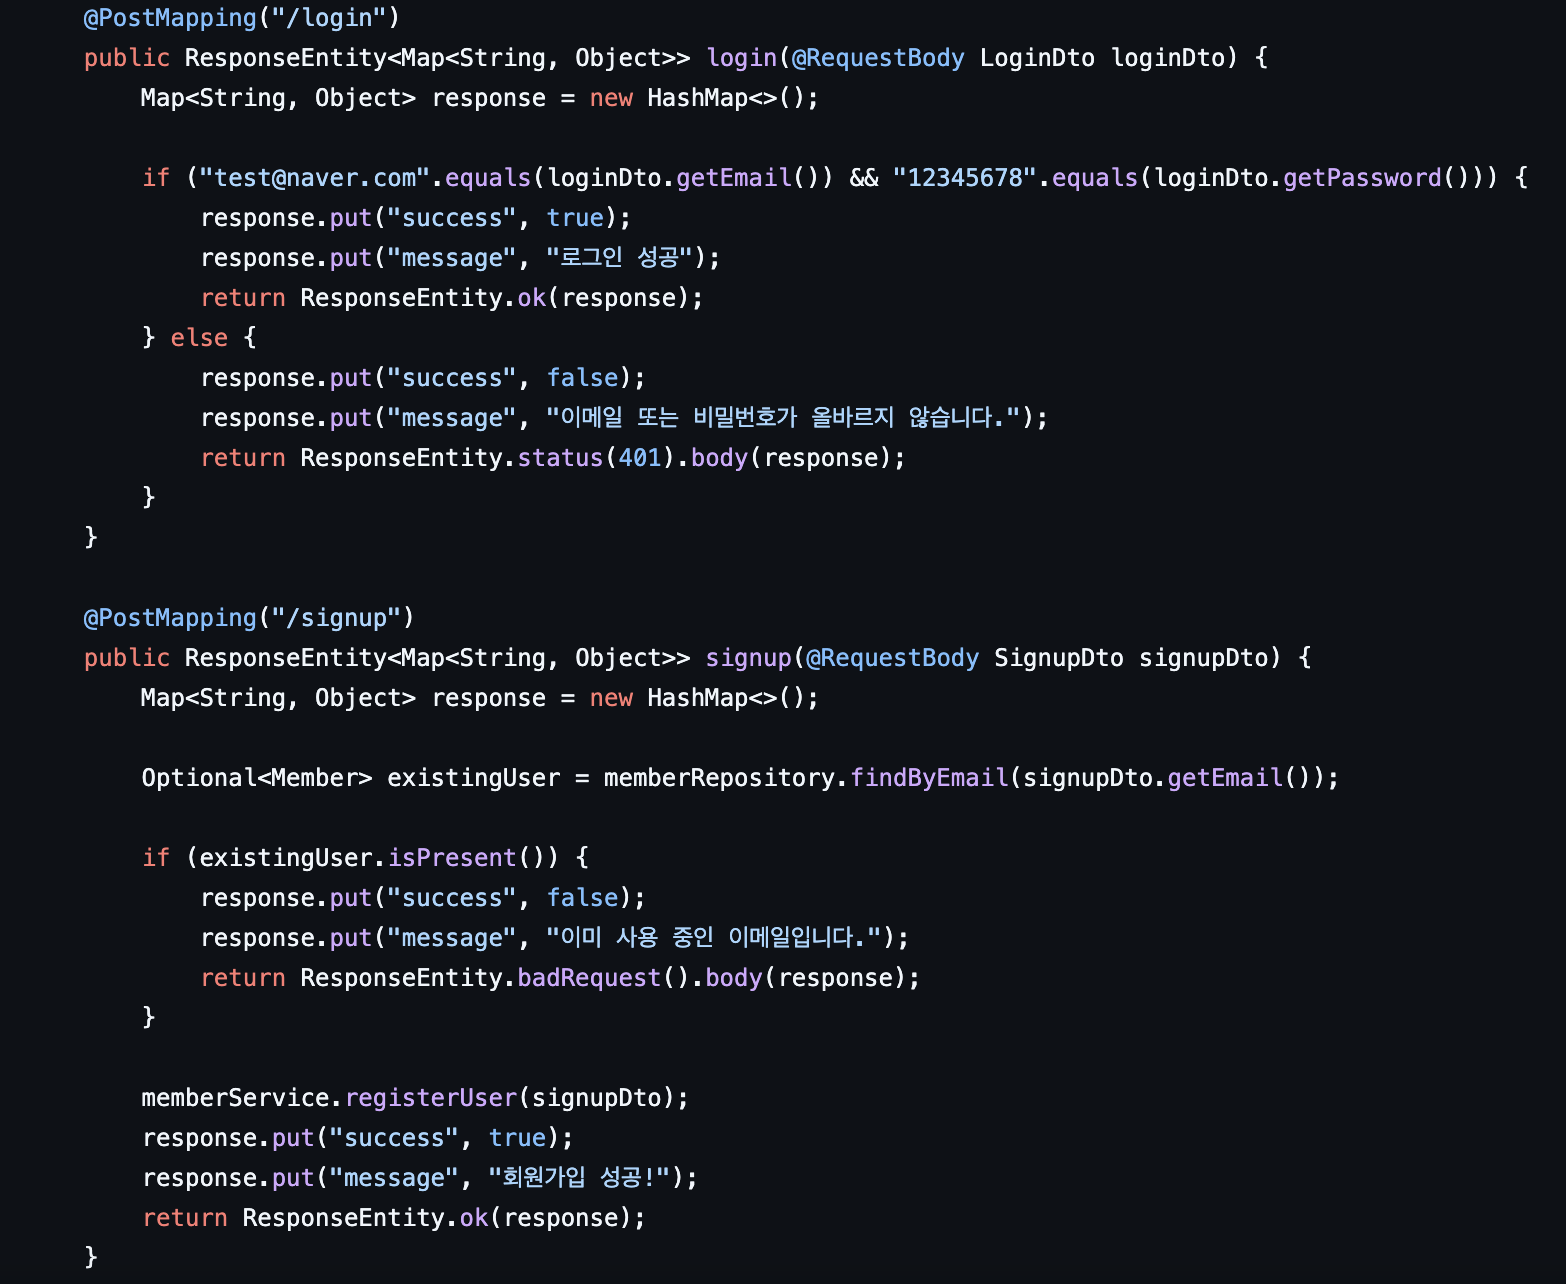 @PostMapping("/login")
public ResponseEntity<Map<String, Object>> login(@RequestBody LoginDto loginDto) {
    Map<String, Object> response = new HashMap<>();

    if ("test@naver.com".equals(loginDto.getEmail()) && "12345678".equals(loginDto.getPassword())) {
        response.put("success", true);
        response.put("message", "로그인 성공");
        return ResponseEntity.ok(response);
    } else {
        response.put("success", false);
        response.put("message", "이메일 또는 비밀번호가 올바르지 않습니다.");
        return ResponseEntity.status(401).body(response);
    }
}

@PostMapping("/signup")
public ResponseEntity<Map<String, Object>> signup(@RequestBody SignupDto signupDto) {
    Map<String, Object> response = new HashMap<>();

    Optional<Member> existingUser = memberRepository.findByEmail(signupDto.getEmail());

    if (existingUser.isPresent()) {
        response.put("success", false);
        response.put("message", "이미 사용 중인 이메일입니다.");
        return ResponseEntity.badRequest().body(response);
    }

    memberService.registerUser(signupDto);
    response.put("success", true);
    response.put("message", "회원가입 성공!");
    return ResponseEntity.ok(response);
}